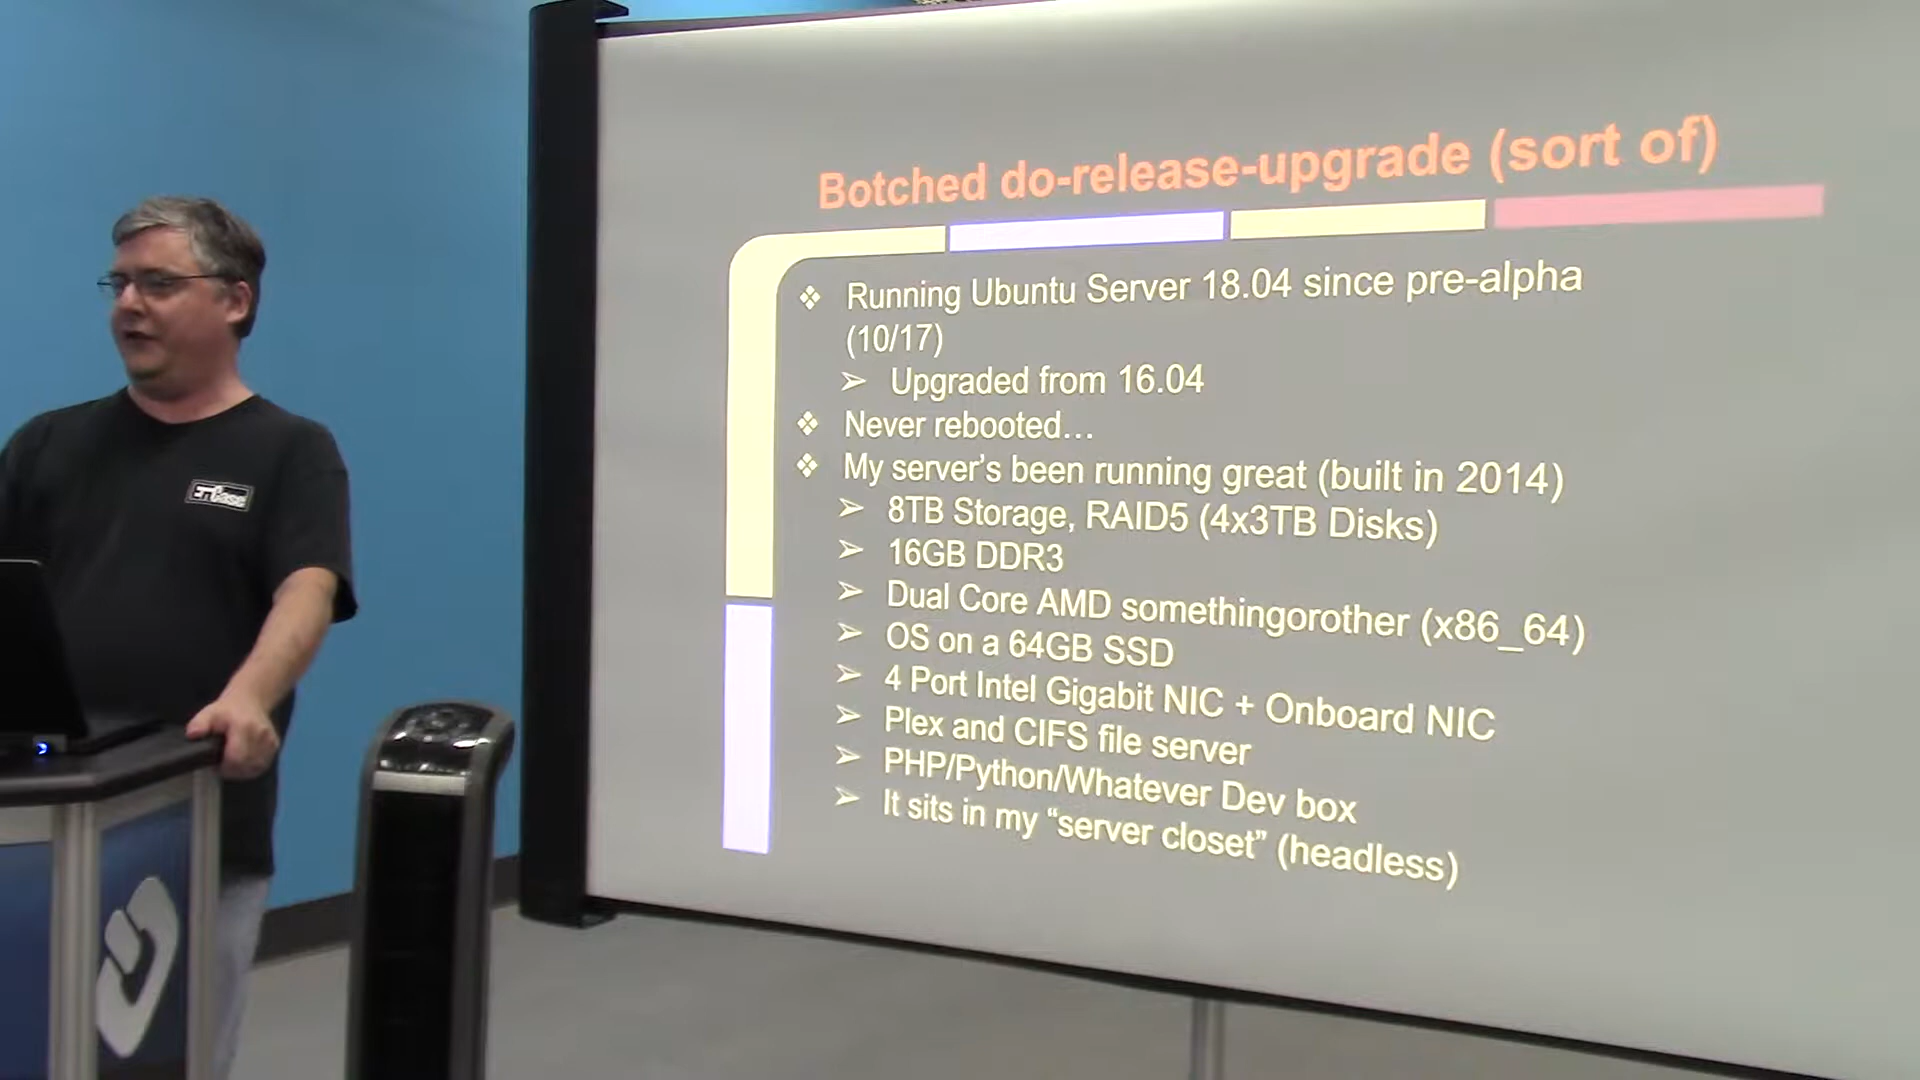 Botched do-release-upgrade (sort of)
❖ Running Ubuntu Server 18.04 since pre-alpha
(10/17)
➢ Upgraded from 16.04
❖ Never rebooted…
❖ My server’s been running great (built in 2014)
➢ 8TB Storage, RAID5 (4x3TB Disks)
➢ 16GB DDR3
➢ Dual Core AMD somethingorother (x86_64)
➢ OS on a 64GB SSD
➢ 4 Port Intel Gigabit NIC + Onboard NIC
➢ Plex and CIFS file server
➢ PHP/Python/Whatever Dev box
➢ It sits in my “server closet” (headless)